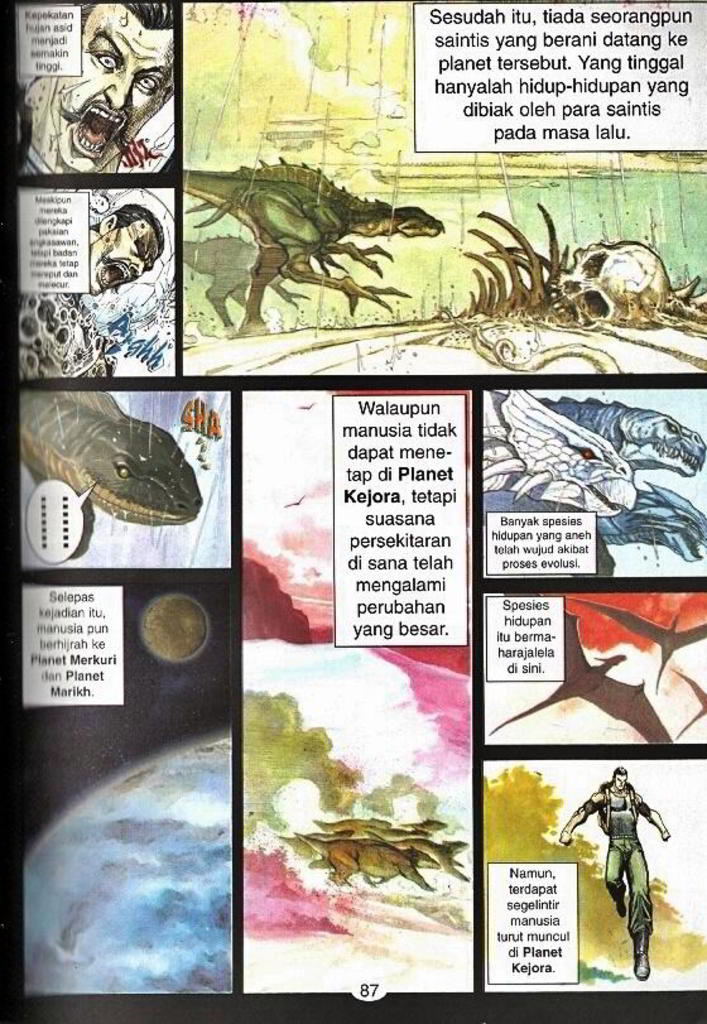 Kepekatan
hujan asid
menjadi
semakin
tinggi.
Sesudah itu, tiada seorangpun
saintis yang berani datang ke
planet tersebut. Yang tinggal
hanyalah hidup-hidupan yang
dibiak oleh para saintis
pada masa lalu.
Meskipun
mereka
dilengkapi
pakaian
angkasawan,
tetapi badan
mereka tetap
mereput dan
melecur.
Arghh
Walaupun
manusia tidak
dapat mene-
tap di Planet
Kejora, tetapi
suasana
persekitaran
di sana telah
mengalami
perubahan
yang besar.
Banyak spesies
hidupan yang aneh
telah wujud akibat
proses evolusi.
Selepas
kejadian itu,
manusia pun
berhijrah ke
Planet Merkuri
dan Planet
Marikh.
Spesies
hidupan
itu berma-
harajalela
di sini.
Namun,
terdapat
segelintir
manusia
turut muncul
di Planet
Kejora.
87